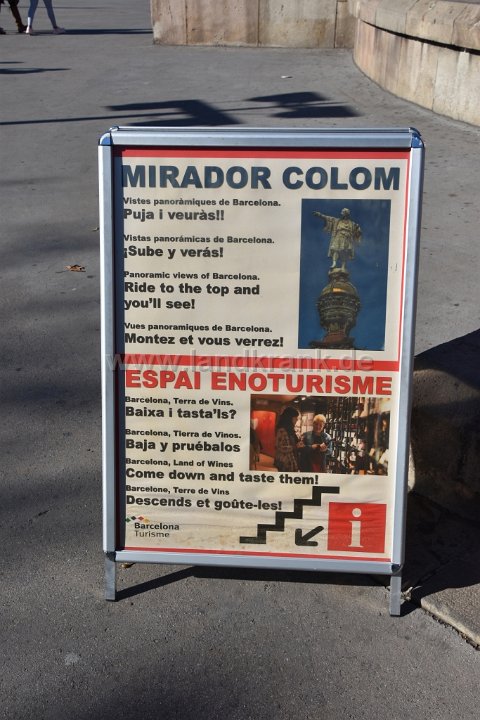 MIRADOR COLOM
Vistes panoràmiques de Barcelona.
Puja i veuràs!!
Vistas panorámicas de Barcelona.
¡Sube y verás!
Panoramic views of Barcelona.
Ride to the top and
you'll see!
Vues panoramiques de Barcelona.
Montez et vous verrez!
www.landkrank.de
ESPAI ENOTURISME
Barcelona, Terra de Vins.
Baixa i tasta'ls?
Barcelona, Tierra de Vinos.
Baja y pruébalos
Barcelona, Land of Wines
Come down and taste them!
Barcelone, Terre de Vins
Descends et goûte-les!
Barcelona
Turisme
i